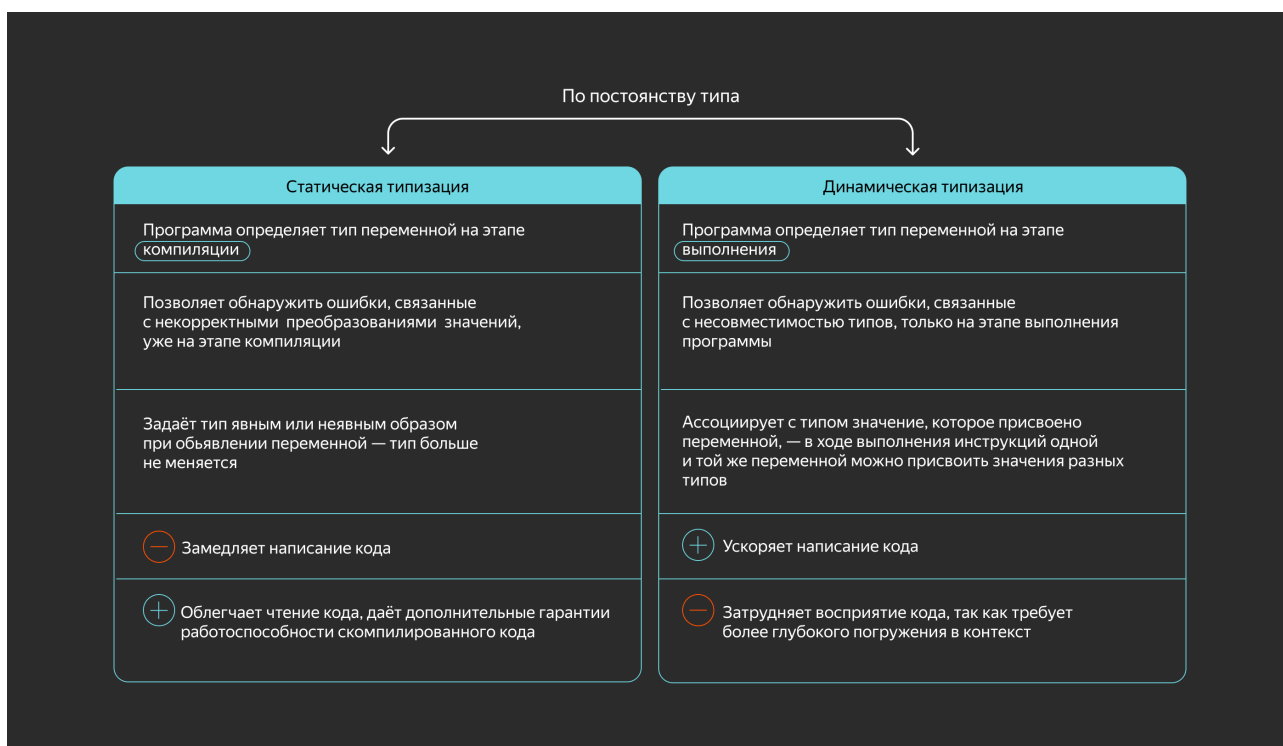 По постоянству типа
Статическая типизация
Программа определяет тип переменной на этапе
компиляции
Позволяет обнаружить ошибки, связанные
с некорректными преобразованиями значений,
уже на этапе компиляции
Задаёт тип явным или неявным образом
при обьявлении переменной — тип больше
не меняется
Замедляет написание кода
Облегчает чтение кода, даёт дополнительные гарантии
работоспособности скомпилированного кода
Динамическая типизация
Программа определяет тип переменной на этапе
выполнения
Позволяет обнаружить ошибки, связанные
с несовместимостью типов, только на этапе выполнения
программы
Ассоциирует с типом значение, которое присвоено
переменной, — в ходе выполнения инструкций одной
и той же переменной можно присвоить значения разных
типов
Ускоряет написание кода
Затрудняет восприятие кода, так как требует
более глубокого погружения в контекст